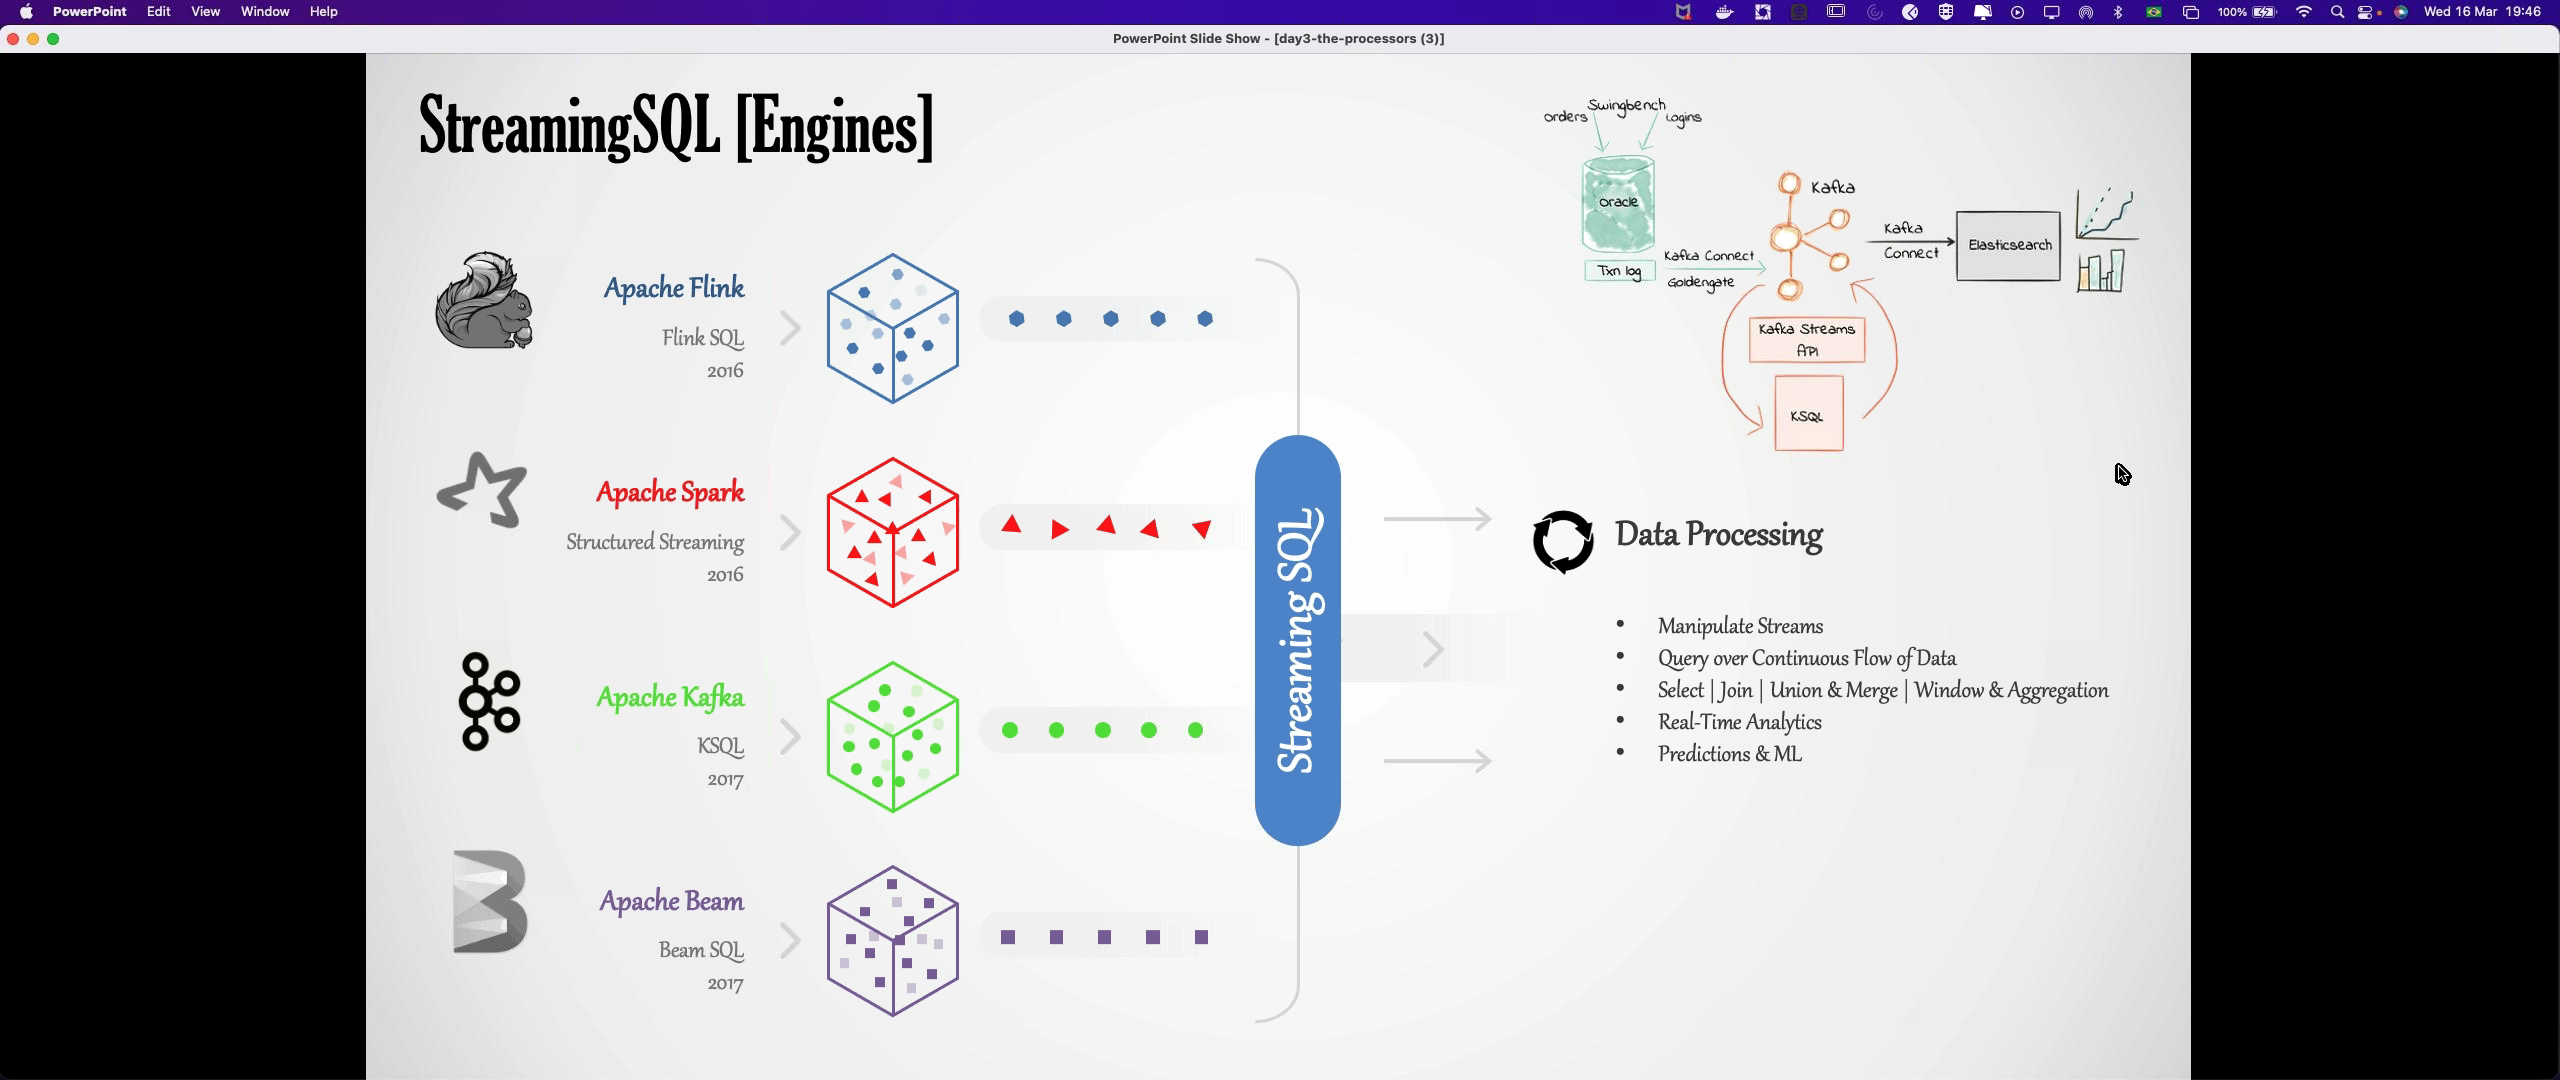 PowerPoint Edit View Window Help
100% Wed 16 Mar 19:46
PowerPoint Slide Show - [day3-the-processors (3)]
StreamingSQL [Engines]
Apache Flink
Flink SQL
2016
Apache Spark
Structured Streaming
2016
Apache Kafka
KSQL
2017
Apache Beam
Beam SQL
2017
Streaming SQL
Swingbench
orders
Logins
Oracle
Txn log
Kafka Connect
Goldengate
Kafka
Kafka
Connect
Elasticsearch
Kafka Streams
API
KSQL
Data Processing
• Manipulate Streams
• Query over Continuous Flow of Data
• Select | Join | Union & Merge | Window & Aggregation
• Real-Time Analytics
• Predictions & ML